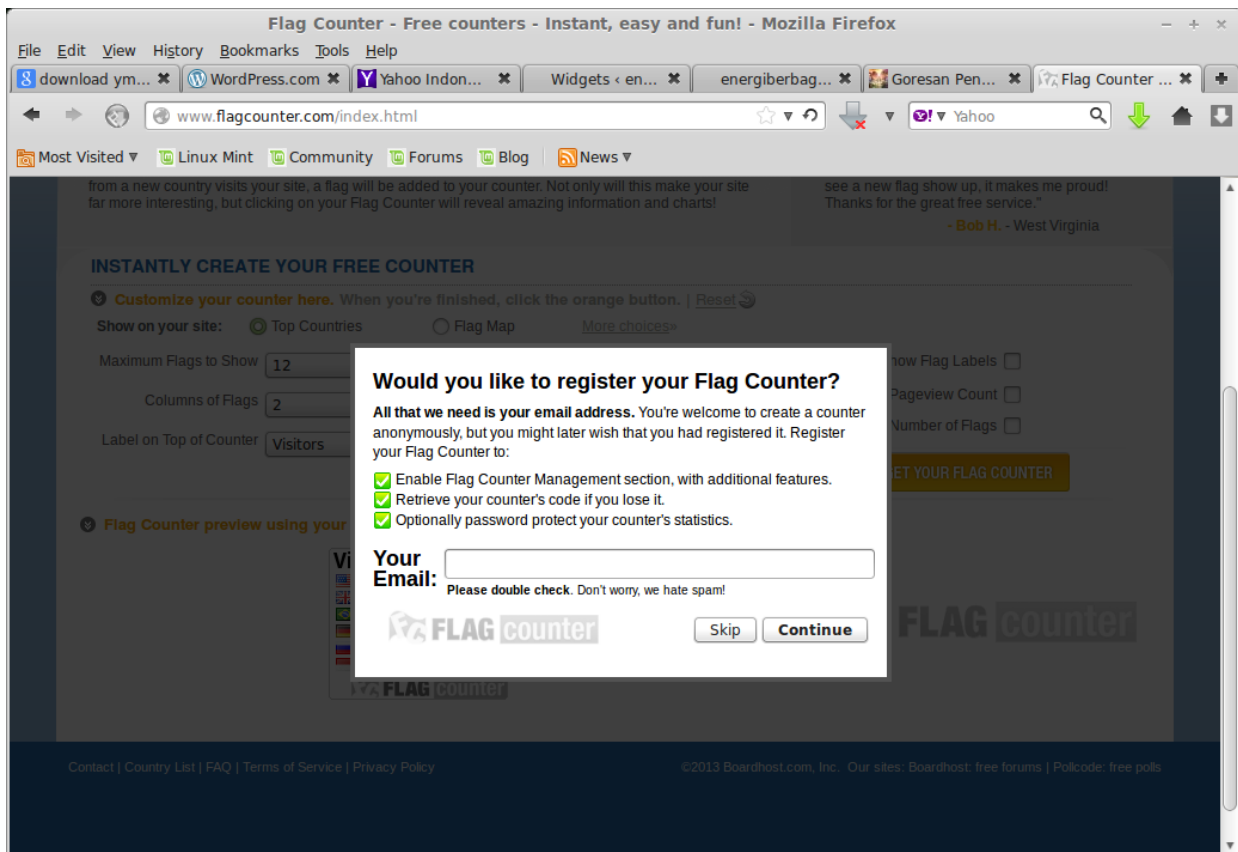 Flag Counter - Free counters - Instant, easy and fun! - Mozilla Firefox
File Edit View History Bookmarks Tools Help
download ym... WordPress.com Yahoo Indon... Widgets ‹ en... energiberbag... Goresan Pen... Flag Counter ...
www.flagcounter.com/index.html Yahoo
Most Visited Linux Mint Community Forums Blog News
from a new country visits your site, a flag will be added to your counter. Not only will this make your site
far more interesting, but clicking on your Flag Counter will reveal amazing information and charts!
see a new flag show up, it makes me proud!
Thanks for the great free service."
- Bob H. - West Virginia
INSTANTLY CREATE YOUR FREE COUNTER
Customize your counter here. When you're finished, click the orange button. | Reset
Show on your site: Top Countries Flag Map More choices»
Maximum Flags to Show 12
Columns of Flags 2
Label on Top of Counter Visitors
how Flag Labels
Pageview Count
Number of Flags
ET YOUR FLAG COUNTER
Flag Counter preview using your
Vi
Would you like to register your Flag Counter?
All that we need is your email address. You're welcome to create a counter
anonymously, but you might later wish that you had registered it. Register
your Flag Counter to:
Enable Flag Counter Management section, with additional features.
Retrieve your counter's code if you lose it.
Optionally password protect your counter's statistics.
Your
Email:
Please double check. Don't worry, we hate spam!
FLAG counter
Skip Continue
FLAG counter
FLAG counter
Contact | Country List | FAQ | Terms of Service | Privacy Policy
©2013 Boardhost.com, Inc. Our sites: Boardhost: free forums | Pollcode: free polls